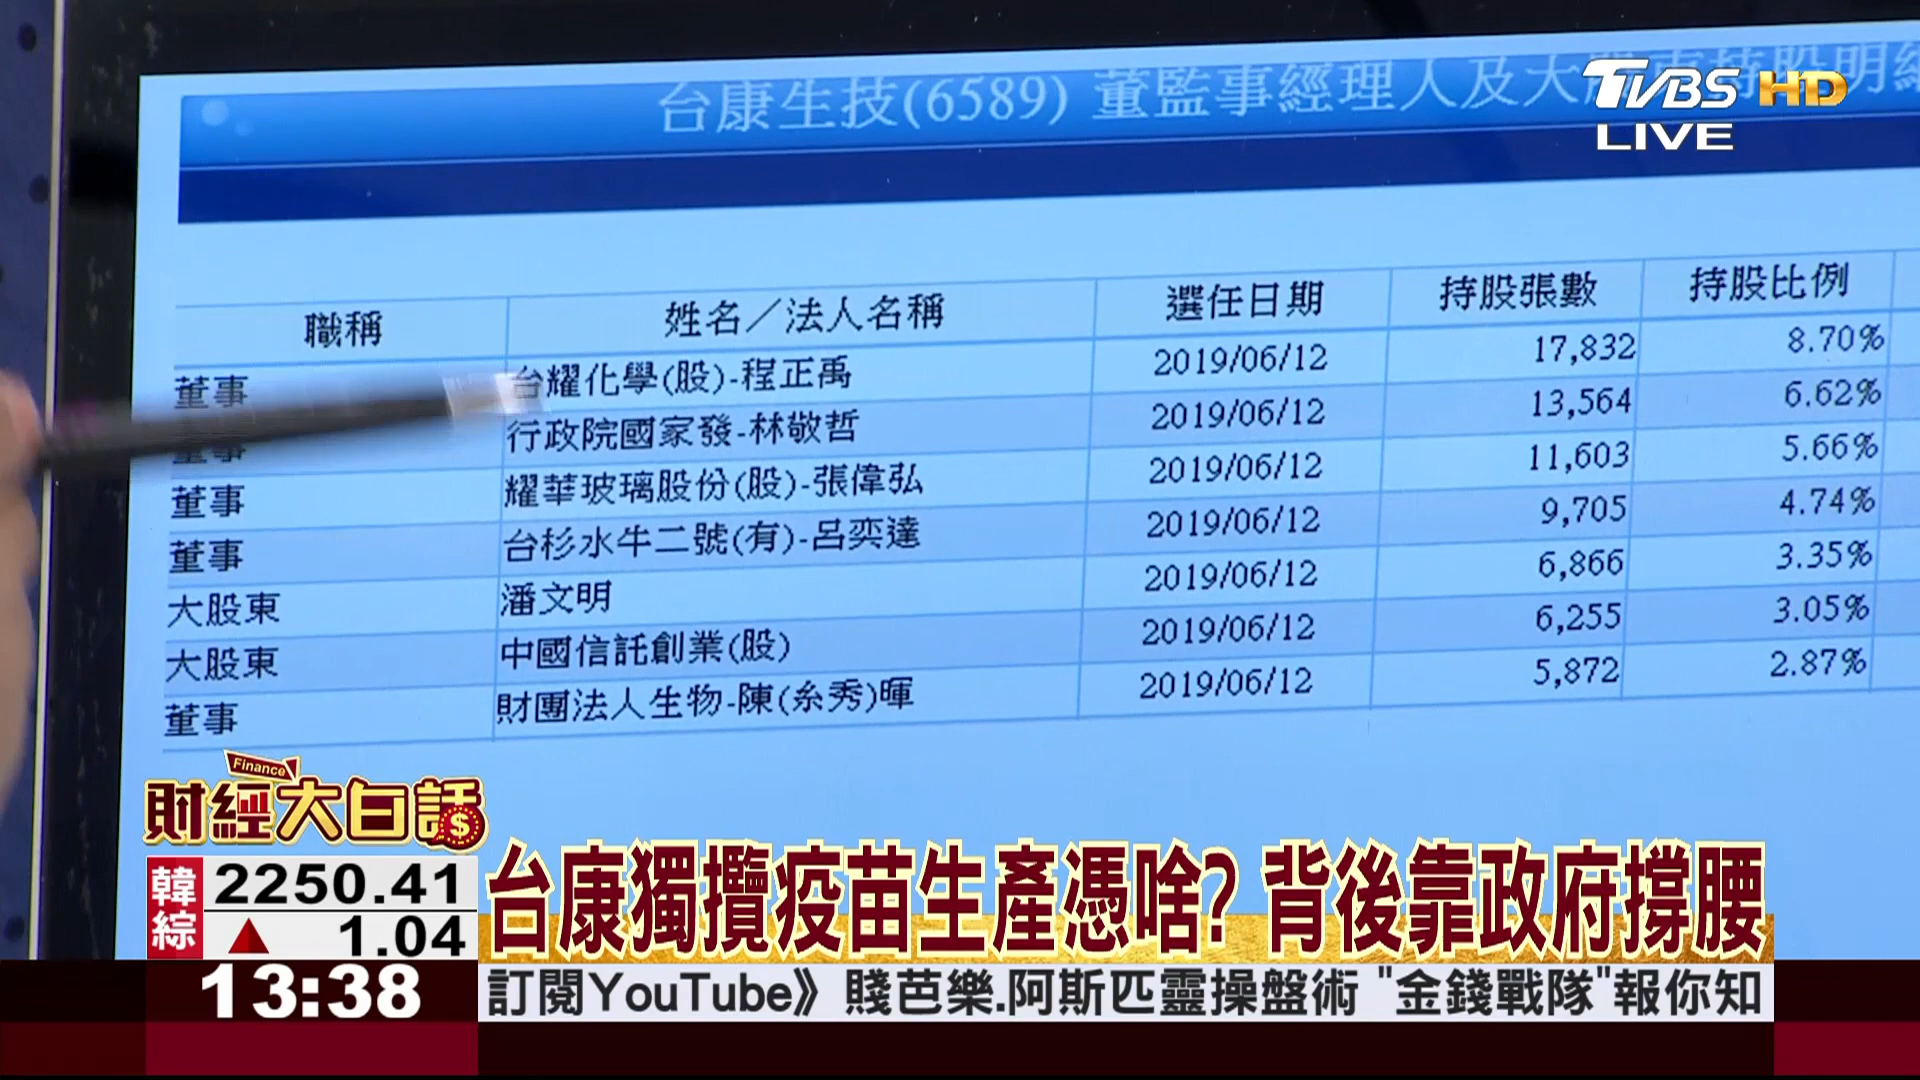 台康生技(6589) 董監事經理人及大股東持股明細
TVBS HD
LIVE
職稱 姓名／法人名稱 選任日期 持股張數 持股比例
董事 台耀化學(股)-程正禹 2019/06/12 17,832 8.70%
董事 行政院國家發-林敬哲 2019/06/12 13,564 6.62%
董事 耀華玻璃股份(股)-張偉弘 2019/06/12 11,603 5.66%
董事 台杉水牛二號(有)-呂奕達 2019/06/12 9,705 4.74%
大股東 潘文明 2019/06/12 6,866 3.35%
大股東 中國信託創業(股) 2019/06/12 6,255 3.05%
董事 財團法人生物-陳(糸秀)暉 2019/06/12 5,872 2.87%
Finance
財經大白話
韓綜 2250.41
▲ 1.04
台康獨攬疫苗生產憑啥? 背後靠政府撐腰
13:38
訂閱YouTube》賤芭樂.阿斯匹靈操盤術 "金錢戰隊"報你知